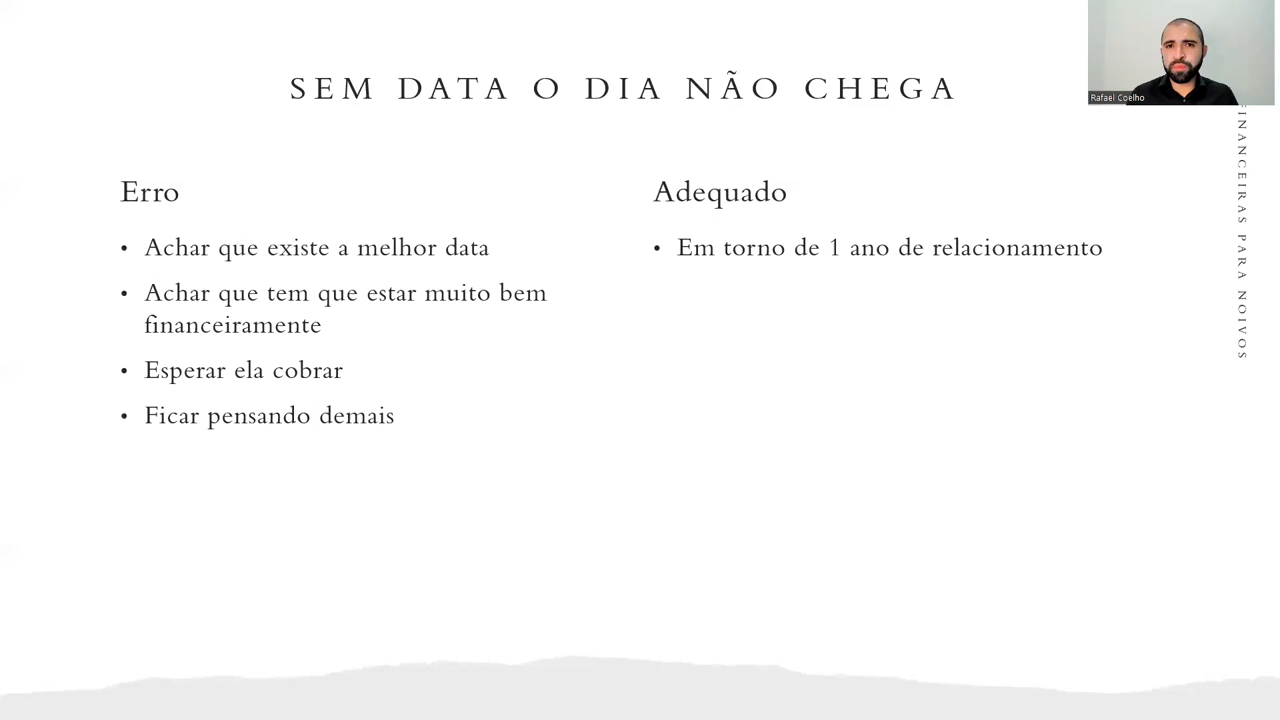 SEM DATA O DIA NÃO CHEGA
Erro
• Achar que existe a melhor data
• Achar que tem que estar muito bem
financeiramente
• Esperar ela cobrar
• Ficar pensando demais
Adequado
• Em torno de 1 ano de relacionamento
Rafael Coelho
FINANCEIRAS PARA NOIVOS